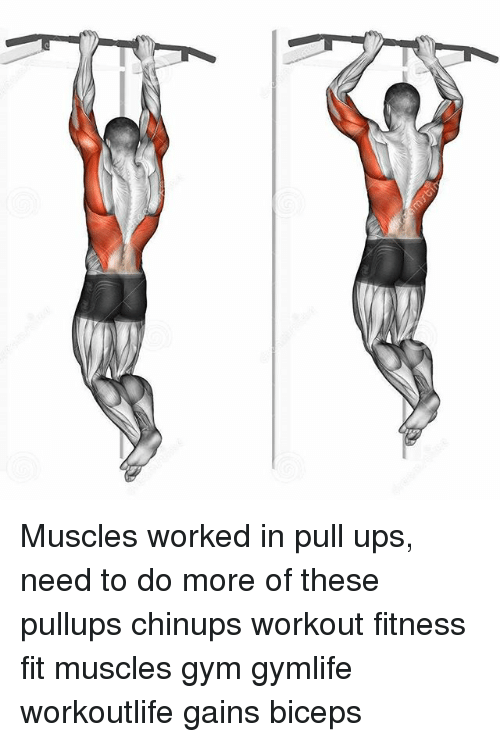 Muscles worked in pull ups,
need to do more of these
pullups chinups workout fitness
fit muscles gym gymlife
workoutlife gains biceps